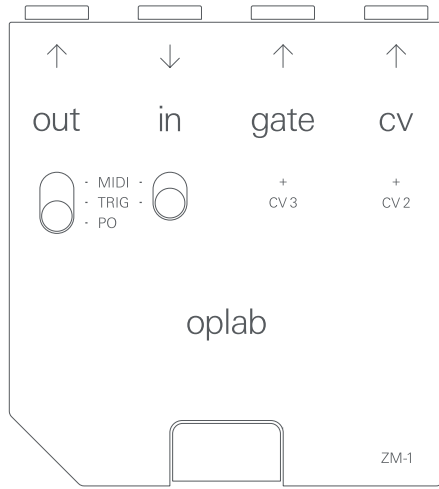 out in gate cv
- MIDI - + +
- TRIG - CV 3 CV 2
- PO
oplab
ZM-1